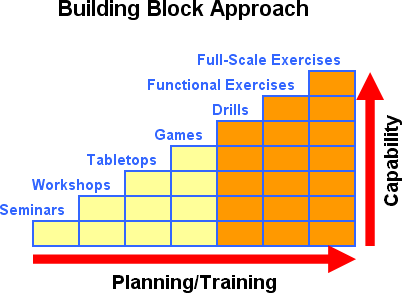 Building Block Approach
Full-Scale Exercises
Functional Exercises
Drills
Games
Tabletops
Workshops
Seminars
Capability
Planning/Training